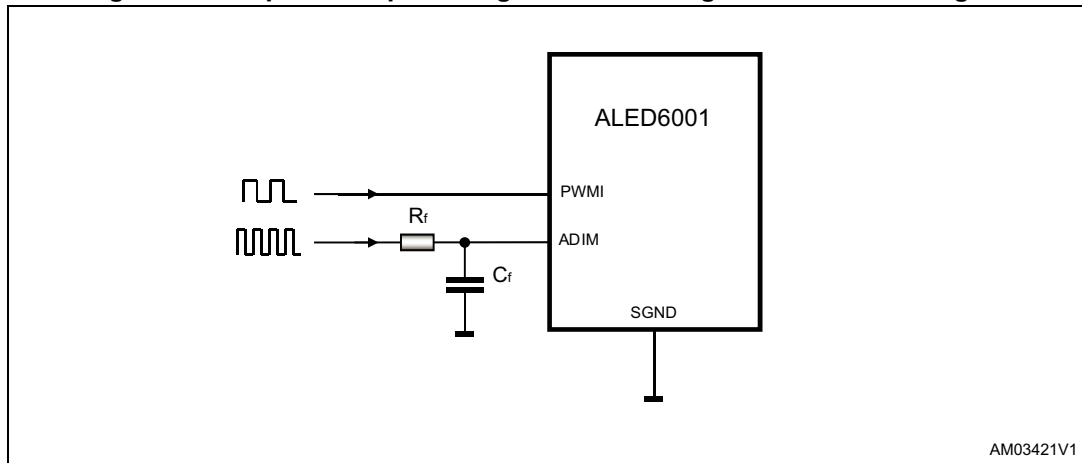 ALED6001
PWMI
Rf
ADIM
Cf
SGND
AM03421V1